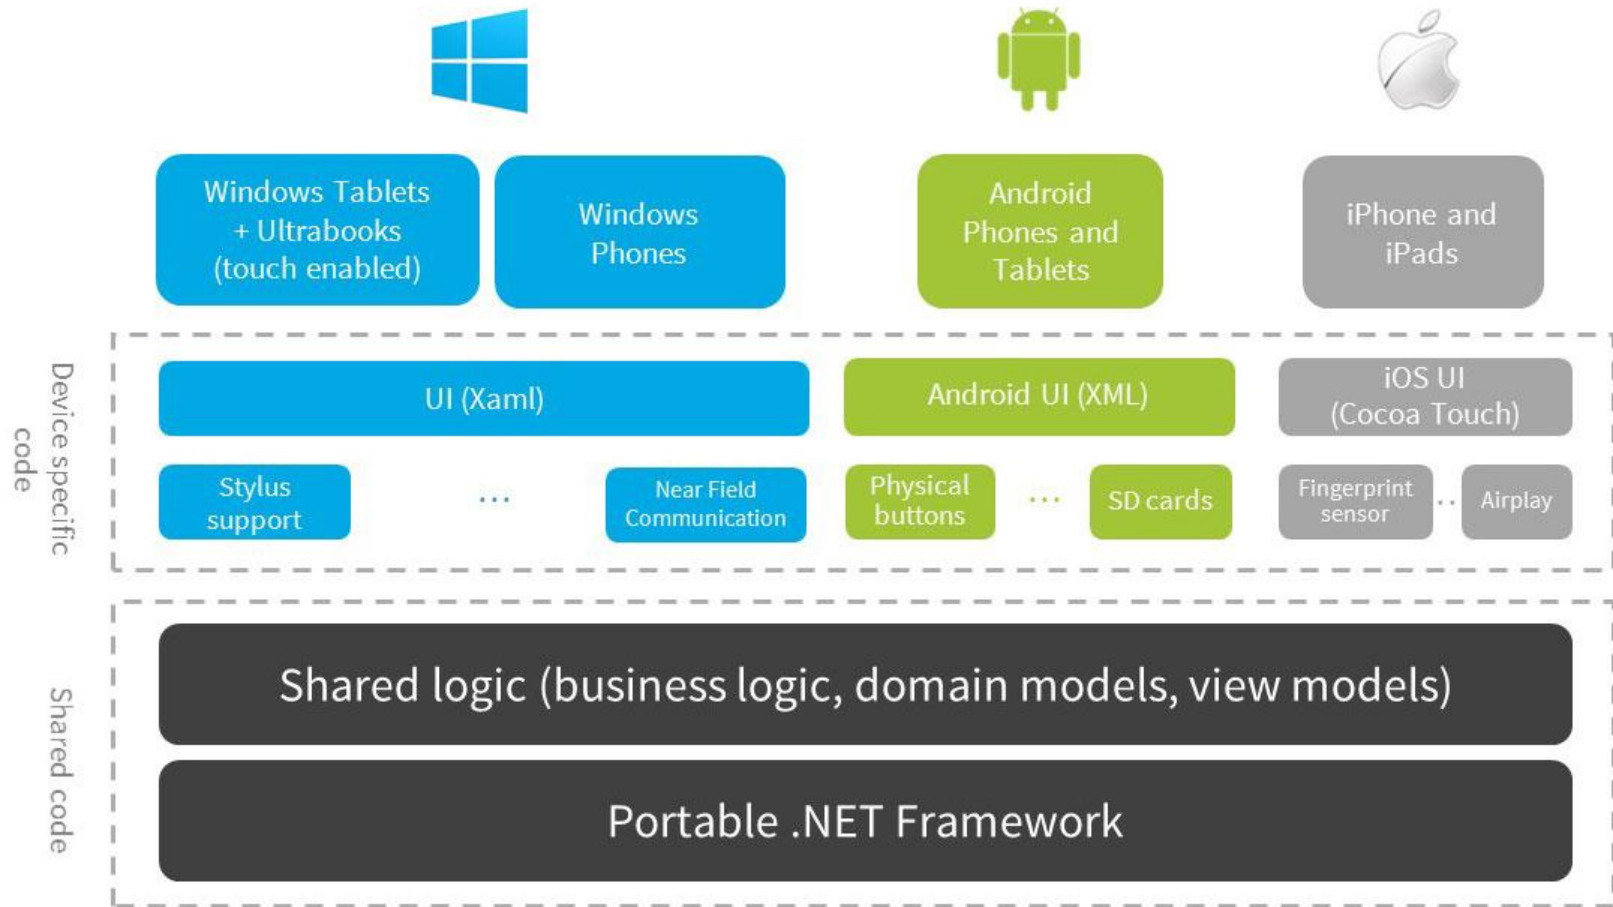 Windows Tablets
+ Ultrabooks
(touch enabled)
Windows
Phones
Android
Phones and
Tablets
iPhone and
iPads
Device specific
code
UI (Xaml)
Android UI (XML)
iOS UI
(Cocoa Touch)
Stylus
support
...
Near Field
Communication
Physical
buttons
...
SD cards
Fingerprint
sensor
..
Airplay
Shared code
Shared logic (business logic, domain models, view models)
Portable .NET Framework